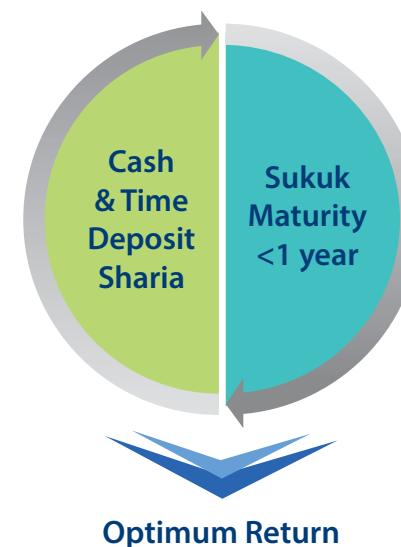 Cash
& Time
Deposit
Sharia
Sukuk
Maturity
<1 year
Optimum Return